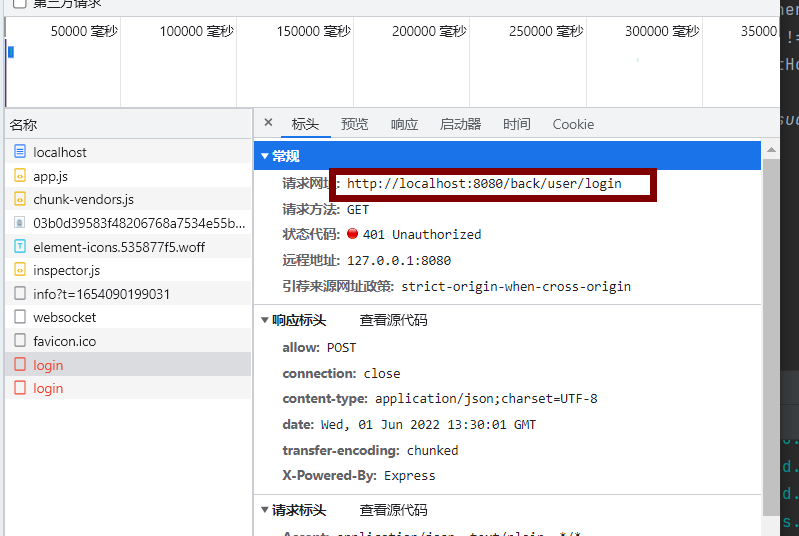 第三方请求
50000 毫秒 100000 毫秒 150000 毫秒 200000 毫秒 250000 毫秒 300000 毫秒 35000
名称
× 标头 预览 响应 启动器 时间 Cookie
localhost
app.js
chunk-vendors.js
03b0d39583f48206768a7534e55b...
element-icons.535877f5.woff
inspector.js
info?t=1654090199031
websocket
favicon.ico
login
login
常规
请求网址: http://localhost:8080/back/user/login
请求方法: GET
状态代码: 401 Unauthorized
远程地址: 127.0.0.1:8080
引荐来源网址政策: strict-origin-when-cross-origin
响应标头 查看源代码
allow: POST
connection: close
content-type: application/json;charset=UTF-8
date: Wed, 01 Jun 2022 13:30:01 GMT
transfer-encoding: chunked
X-Powered-By: Express
请求标头 查看源代码
Accept: application/json, text/plain, */*